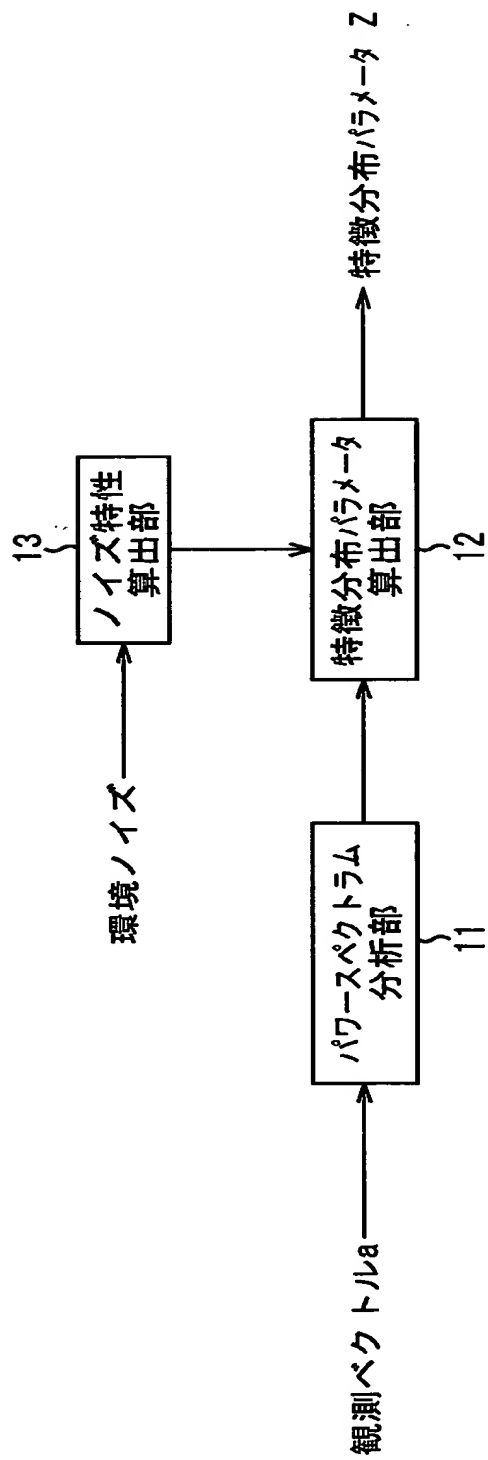 13
ノイズ特性
算出部
環境ノイズ
観測ベクトルa
パワースペクトラム
分析部
11
特徴分布パラメータ
算出部
12
特徴分布パラメータ Z